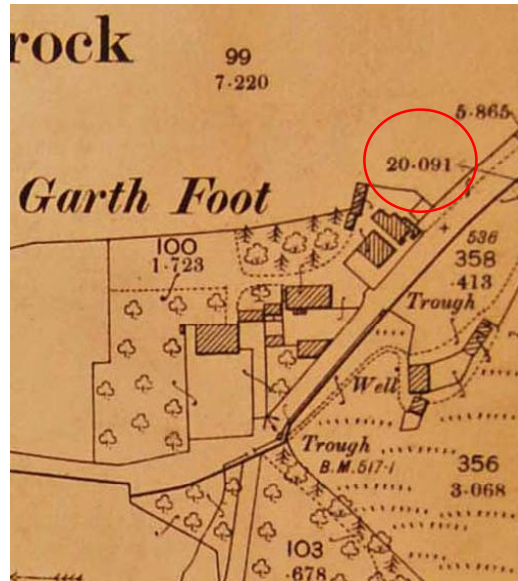 rock
99
7·220
5·865
20·091
Garth Foot
100
1·723
536
358
·413
Trough
Well
Trough
B.M.517·1
356
3·068
103
·678